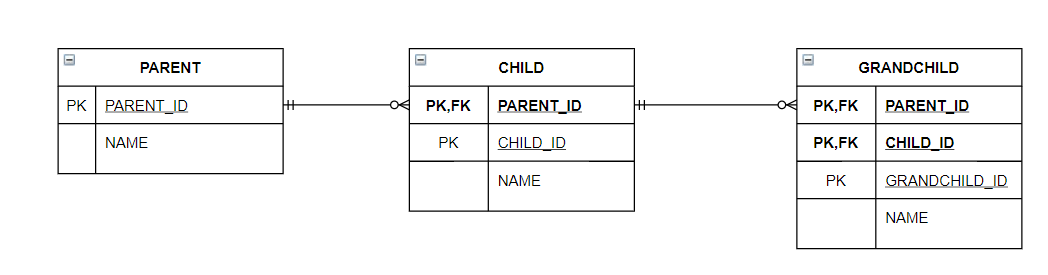 PARENT
PK PARENT_ID
NAME
CHILD
PK,FK PARENT_ID
PK CHILD_ID
NAME
GRANDCHILD
PK,FK PARENT_ID
PK,FK CHILD_ID
PK GRANDCHILD_ID
NAME